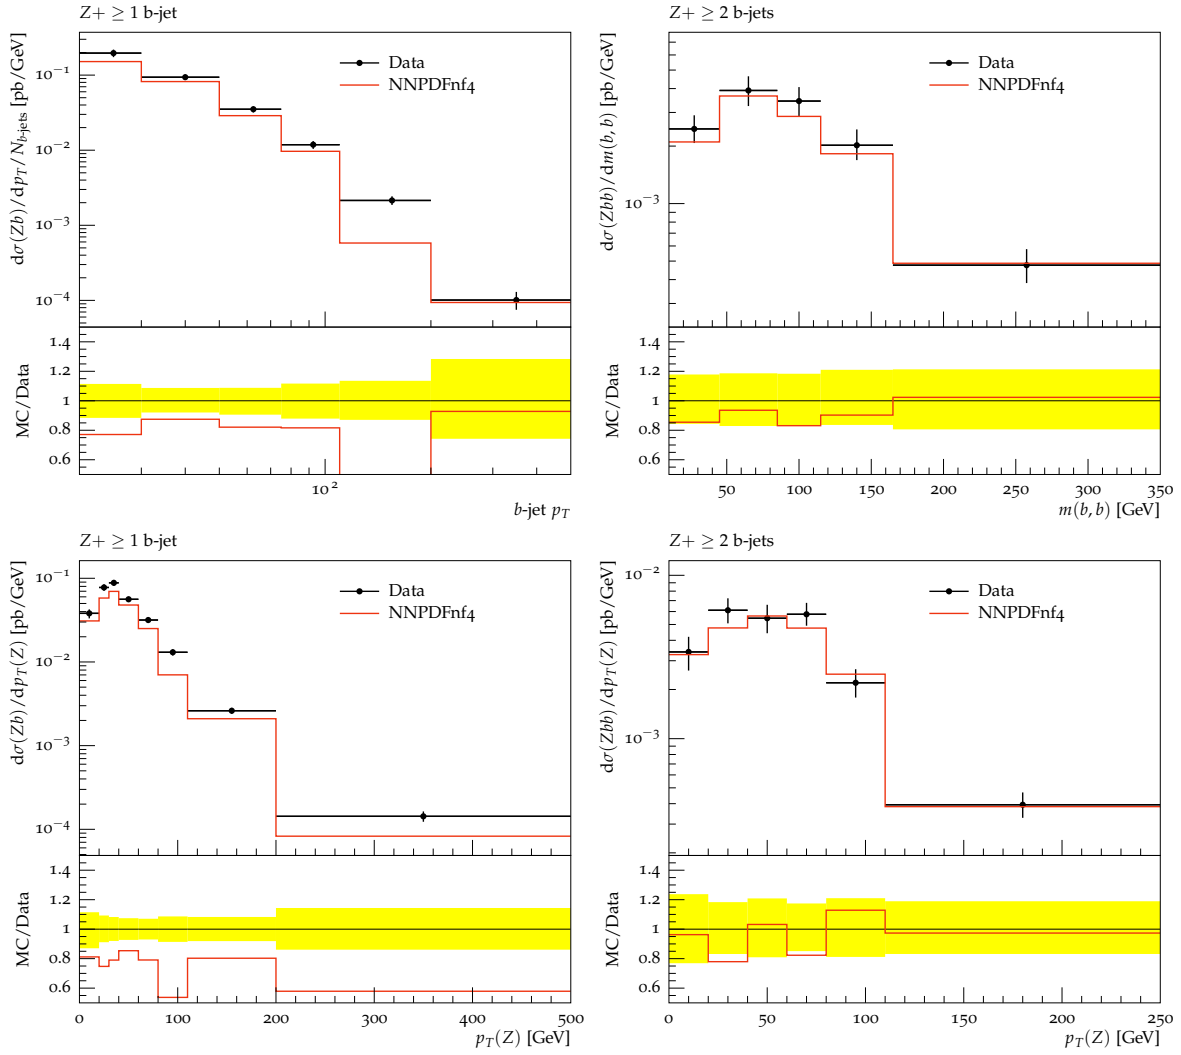 Z+ ≥ 1 b-jet
Data
NNPDFnf4
10⁻¹
10⁻²
10⁻³
10⁻⁴
dσ(Zb)/dp_T/N_b-jets [pb/GeV]
1.4
1.2
1
0.8
0.6
MC/Data
10²
b-jet p_T
Z+ ≥ 2 b-jets
Data
NNPDFnf4
10⁻³
dσ(Zbb)/dm(b,b) [pb/GeV]
1.4
1.2
1
0.8
0.6
MC/Data
50 100 150 200 250 300 350
m(b,b) [GeV]
Z+ ≥ 1 b-jet
Data
NNPDFnf4
10⁻¹
10⁻²
10⁻³
10⁻⁴
dσ(Zb)/dp_T(Z) [pb/GeV]
1.4
1.2
1
0.8
0.6
MC/Data
0 100 200 300 400 500
p_T(Z) [GeV]
Z+ ≥ 2 b-jets
Data
NNPDFnf4
10⁻²
10⁻³
dσ(Zbb)/dp_T(Z) [pb/GeV]
1.4
1.2
1
0.8
0.6
MC/Data
0 50 100 150 200 250
p_T(Z) [GeV]